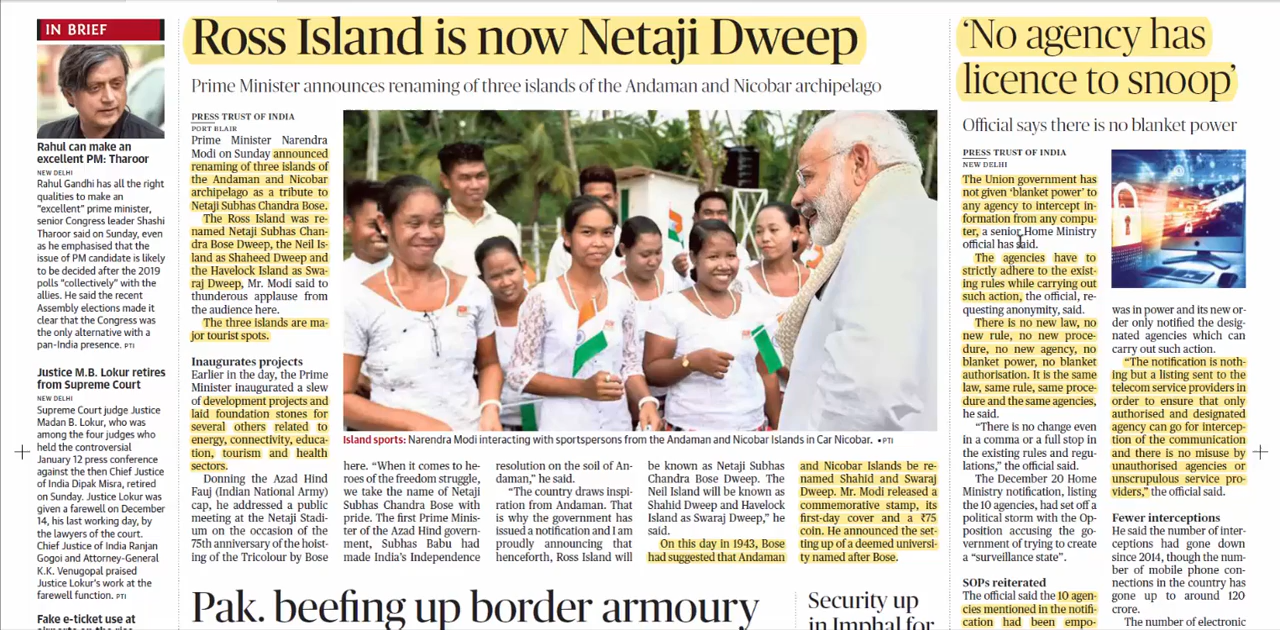 IN BRIEF
Rahul can make an
excellent PM: Tharoor
NEW DELHI
Rahul Gandhi has all the right
qualities to make an
"excellent" prime minister,
senior Congress leader Shashi
Tharoor said on Sunday, even
as he emphasised that the
issue of PM candidate is likely
to be decided after the 2019
polls "collectively" with the
allies. He said the recent
Assembly elections made it
clear that the Congress was
the only alternative with a
pan-India presence. PTI
Justice M.B. Lokur retires
from Supreme Court
NEW DELHI
Supreme Court judge Justice
Madan B. Lokur, who was
among the four judges who
held the controversial
January 12 press conference
against the then Chief Justice
of India Dipak Misra, retired
on Sunday. Justice Lokur was
given a farewell on December
14, his last working day, by
the lawyers of the court.
Chief Justice of India Ranjan
Gogoi and Attorney-General
K.K. Venugopal praised
Justice Lokur's work at the
farewell function. PTI
Fake e-ticket use at
Ross Island is now Netaji Dweep
Prime Minister announces renaming of three islands of the Andaman and Nicobar archipelago
PRESS TRUST OF INDIA
PORT BLAIR
Prime Minister Narendra
Modi on Sunday announced
renaming of three islands of
the Andaman and Nicobar
archipelago as a tribute to
Netaji Subhas Chandra Bose.
The Ross Island was re-
named Netaji Subhas Chan-
dra Bose Dweep, the Neil Is-
land as Shaheed Dweep and
the Havelock Island as Swa-
raj Dweep, Mr. Modi said to
thunderous applause from
the audience here.
The three islands are ma-
jor tourist spots.
Inaugurates projects
Earlier in the day, the Prime
Minister inaugurated a slew
of development projects and
laid foundation stones for
several others related to
energy, connectivity, educa-
tion, tourism and health
sectors.
Donning the Azad Hind
Fauj (Indian National Army)
cap, he addressed a public
meeting at the Netaji Stadi-
um on the occasion of the
75th anniversary of the hoist-
ing of the Tricolour by Bose
Island sports: Narendra Modi interacting with sportspersons from the Andaman and Nicobar Islands in Car Nicobar. •PTI
here. "When it comes to he-
roes of the freedom struggle,
we take the name of Netaji
Subhas Chandra Bose with
pride. The first Prime Minis-
ter of the Azad Hind govern-
ment, Subhas Babu had
made India's Independence
resolution on the soil of An-
daman," he said.
"The country draws inspi-
ration from Andaman. That
is why the government has
issued a notification and I am
proudly announcing that
henceforth, Ross Island will
be known as Netaji Subhas
Chandra Bose Dweep. The
Neil Island will be known as
Shahid Dweep and Havelock
Island as Swaraj Dweep," he
said.
On this day in 1943, Bose
had suggested that Andaman
and Nicobar Islands be re-
named Shahid and Swaraj
Dweep. Mr. Modi released a
commemorative stamp, its
first-day cover and a ₹75
coin. He announced the set-
ting up of a deemed universi-
ty named after Bose.
Pak. beefing up border armoury
Security up
in Imphal for
'No agency has
licence to snoop'
Official says there is no blanket power
PRESS TRUST OF INDIA
NEW DELHI
The Union government has
not given 'blanket power' to
any agency to intercept in-
formation from any compu-
ter, a senior Home Ministry
official has said.
The agencies have to
strictly adhere to the exist-
ing rules while carrying out
such action, the official, re-
questing anonymity, said.
There is no new law, no
new rule, no new proce-
dure, no new agency, no
blanket power, no blanket
authorisation. It is the same
law, same rule, same proce-
dure and the same agencies,
he said.
"There is no change even
in a comma or a full stop in
the existing rules and regu-
lations," the official said.
The December 20 Home
Ministry notification, listing
the 10 agencies, had set off a
political storm with the Op-
position accusing the go-
vernment of trying to create
a "surveillance state".
SOPs reiterated
The official said the 10 agen-
cies mentioned in the notifi-
cation had been empo-
was in power and its new or-
der only notified the desig-
nated agencies which can
carry out such action.
"The notification is noth-
ing but a listing sent to the
telecom service providers in
order to ensure that only
authorised and designated
agency can go for intercep-
tion of the communication
and there is no misuse by
unauthorised agencies or
unscrupulous service pro-
viders," the official said.
Fewer interceptions
He said the number of inter-
ceptions had gone down
since 2014, though the num-
ber of mobile phone con-
nections in the country has
gone up to around 120
crore.
The number of electronic